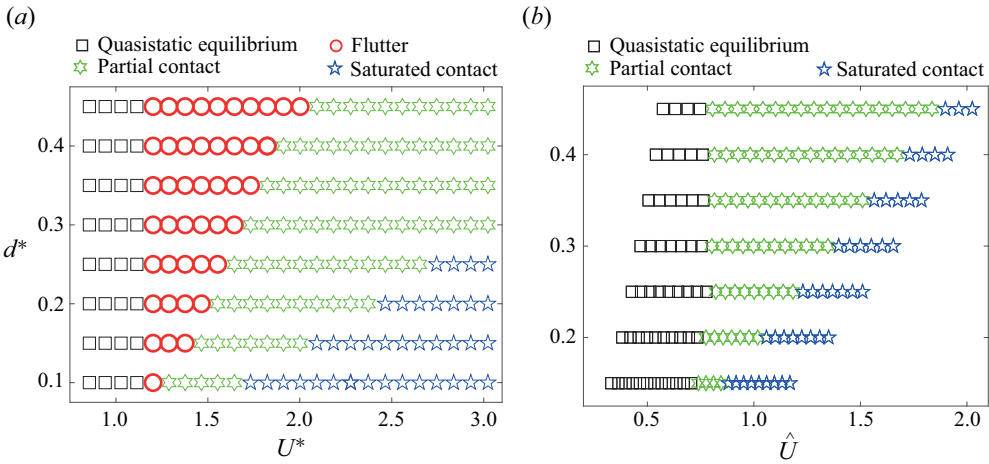 (a)
Quasistatic equilibrium
Flutter
Partial contact
Saturated contact
0.4
0.3
d*
0.2
0.1
1.0 1.5 2.0 2.5 3.0
U*
(b)
Quasistatic equilibrium
Partial contact
Saturated contact
0.4
0.3
0.2
0.5 1.0 1.5 2.0
Û